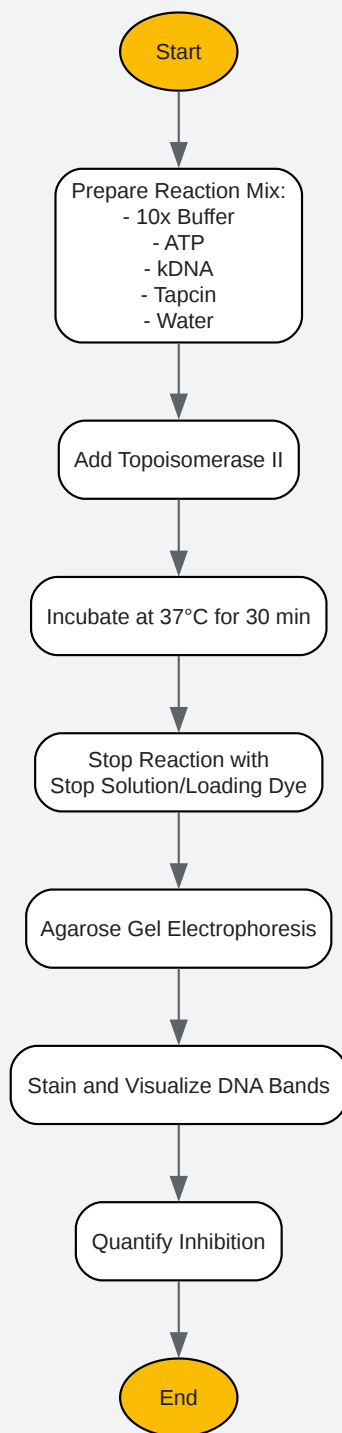 Start
Prepare Reaction Mix:
- 10x Buffer
- ATP
- kDNA
- Tapcin
- Water
Add Topoisomerase II
Incubate at 37°C for 30 min
Stop Reaction with
Stop Solution/Loading Dye
Agarose Gel Electrophoresis
Stain and Visualize DNA Bands
Quantify Inhibition
End